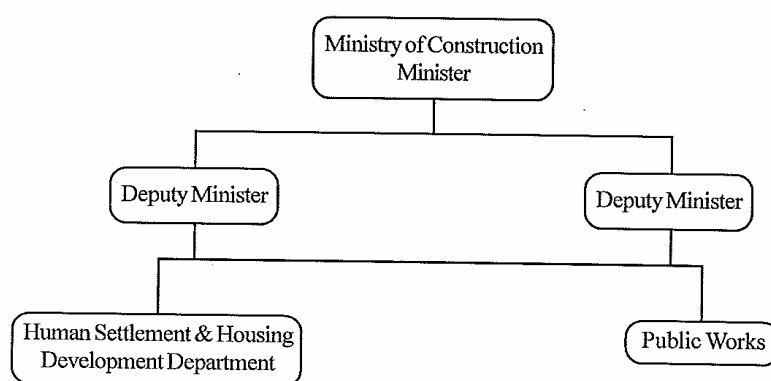 Ministry of Construction
Minister
Deputy Minister
Deputy Minister
Human Settlement & Housing
Development Department
Public Works